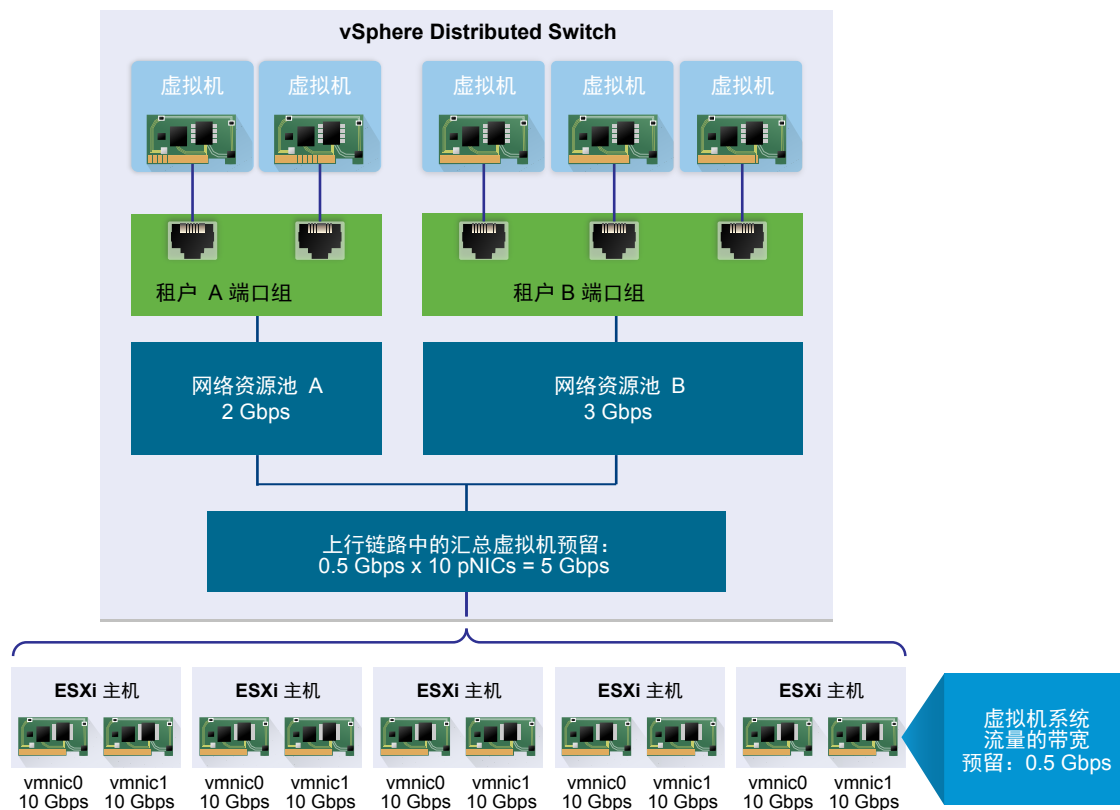 vSphere Distributed Switch
虚拟机
虚拟机
虚拟机
虚拟机
虚拟机
租户 A 端口组
租户 B 端口组
网络资源池 A
2 Gbps
网络资源池 B
3 Gbps
上行链路中的汇总虚拟机预留：
0.5 Gbps x 10 pNICs = 5 Gbps
ESXi 主机
ESXi 主机
ESXi 主机
ESXi 主机
ESXi 主机
vmnic0
10 Gbps
vmnic1
10 Gbps
vmnic0
10 Gbps
vmnic1
10 Gbps
vmnic0
10 Gbps
vmnic1
10 Gbps
vmnic0
10 Gbps
vmnic1
10 Gbps
vmnic0
10 Gbps
vmnic1
10 Gbps
虚拟机系统
流量的带宽
预留：0.5 Gbps